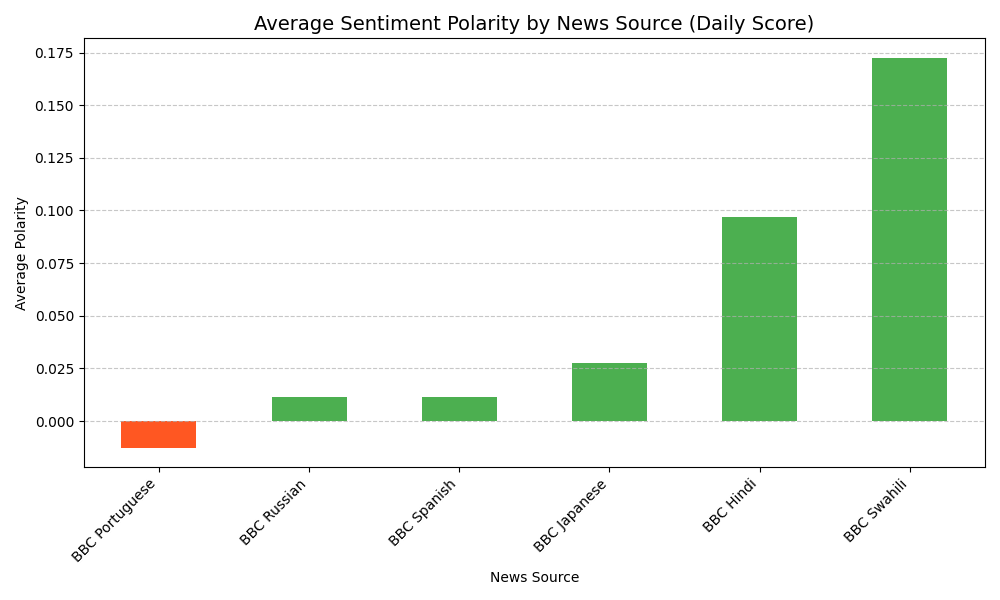 Average Sentiment Polarity by News Source (Daily Score)
Average Polarity
0.175
0.150
0.125
0.100
0.075
0.050
0.025
0.000
BBC Portuguese
BBC Russian
BBC Spanish
BBC Japanese
BBC Hindi
BBC Swahili
News Source